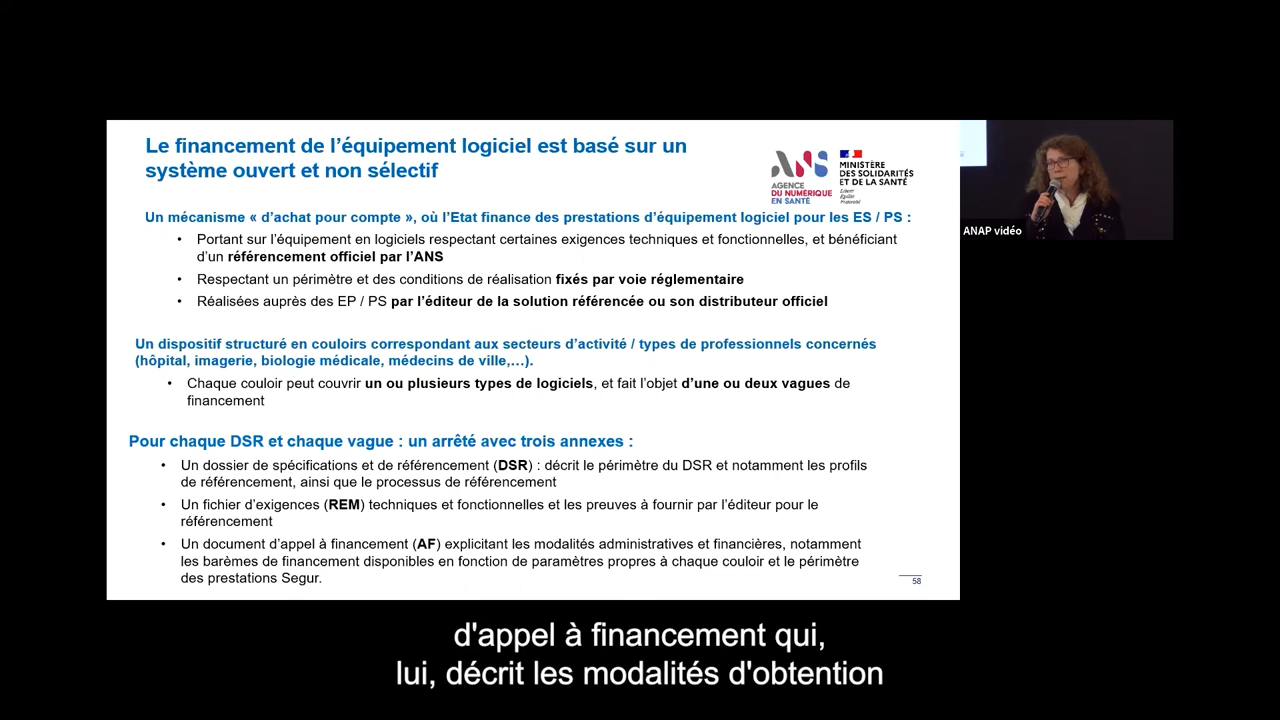 Le financement de l'équipement logiciel est basé sur un
système ouvert et non sélectif
ANS
AGENCE
DU NUMÉRIQUE
EN SANTÉ
MINISTÈRE
DES SOLIDARITÉS
ET DE LA SANTÉ
Liberté
Égalité
Fraternité
Un mécanisme « d'achat pour compte », où l'Etat finance des prestations d'équipement logiciel pour les ES / PS :
• Portant sur l'équipement en logiciels respectant certaines exigences techniques et fonctionnelles, et bénéficiant
d'un référencement officiel par l'ANS
• Respectant un périmètre et des conditions de réalisation fixés par voie réglementaire
• Réalisées auprès des EP / PS par l'éditeur de la solution référencée ou son distributeur officiel
Un dispositif structuré en couloirs correspondant aux secteurs d'activité / types de professionnels concernés
(hôpital, imagerie, biologie médicale, médecins de ville,…).
• Chaque couloir peut couvrir un ou plusieurs types de logiciels, et fait l'objet d'une ou deux vagues de
financement
Pour chaque DSR et chaque vague : un arrêté avec trois annexes :
• Un dossier de spécifications et de référencement (DSR) : décrit le périmètre du DSR et notamment les profils
de référencement, ainsi que le processus de référencement
• Un fichier d'exigences (REM) techniques et fonctionnelles et les preuves à fournir par l'éditeur pour le
référencement
• Un document d'appel à financement (AF) explicitant les modalités administratives et financières, notamment
les barèmes de financement disponibles en fonction de paramètres propres à chaque couloir et le périmètre
des prestations Segur.
58
ANAP vidéo
d'appel à financement qui,
lui, décrit les modalités d'obtention